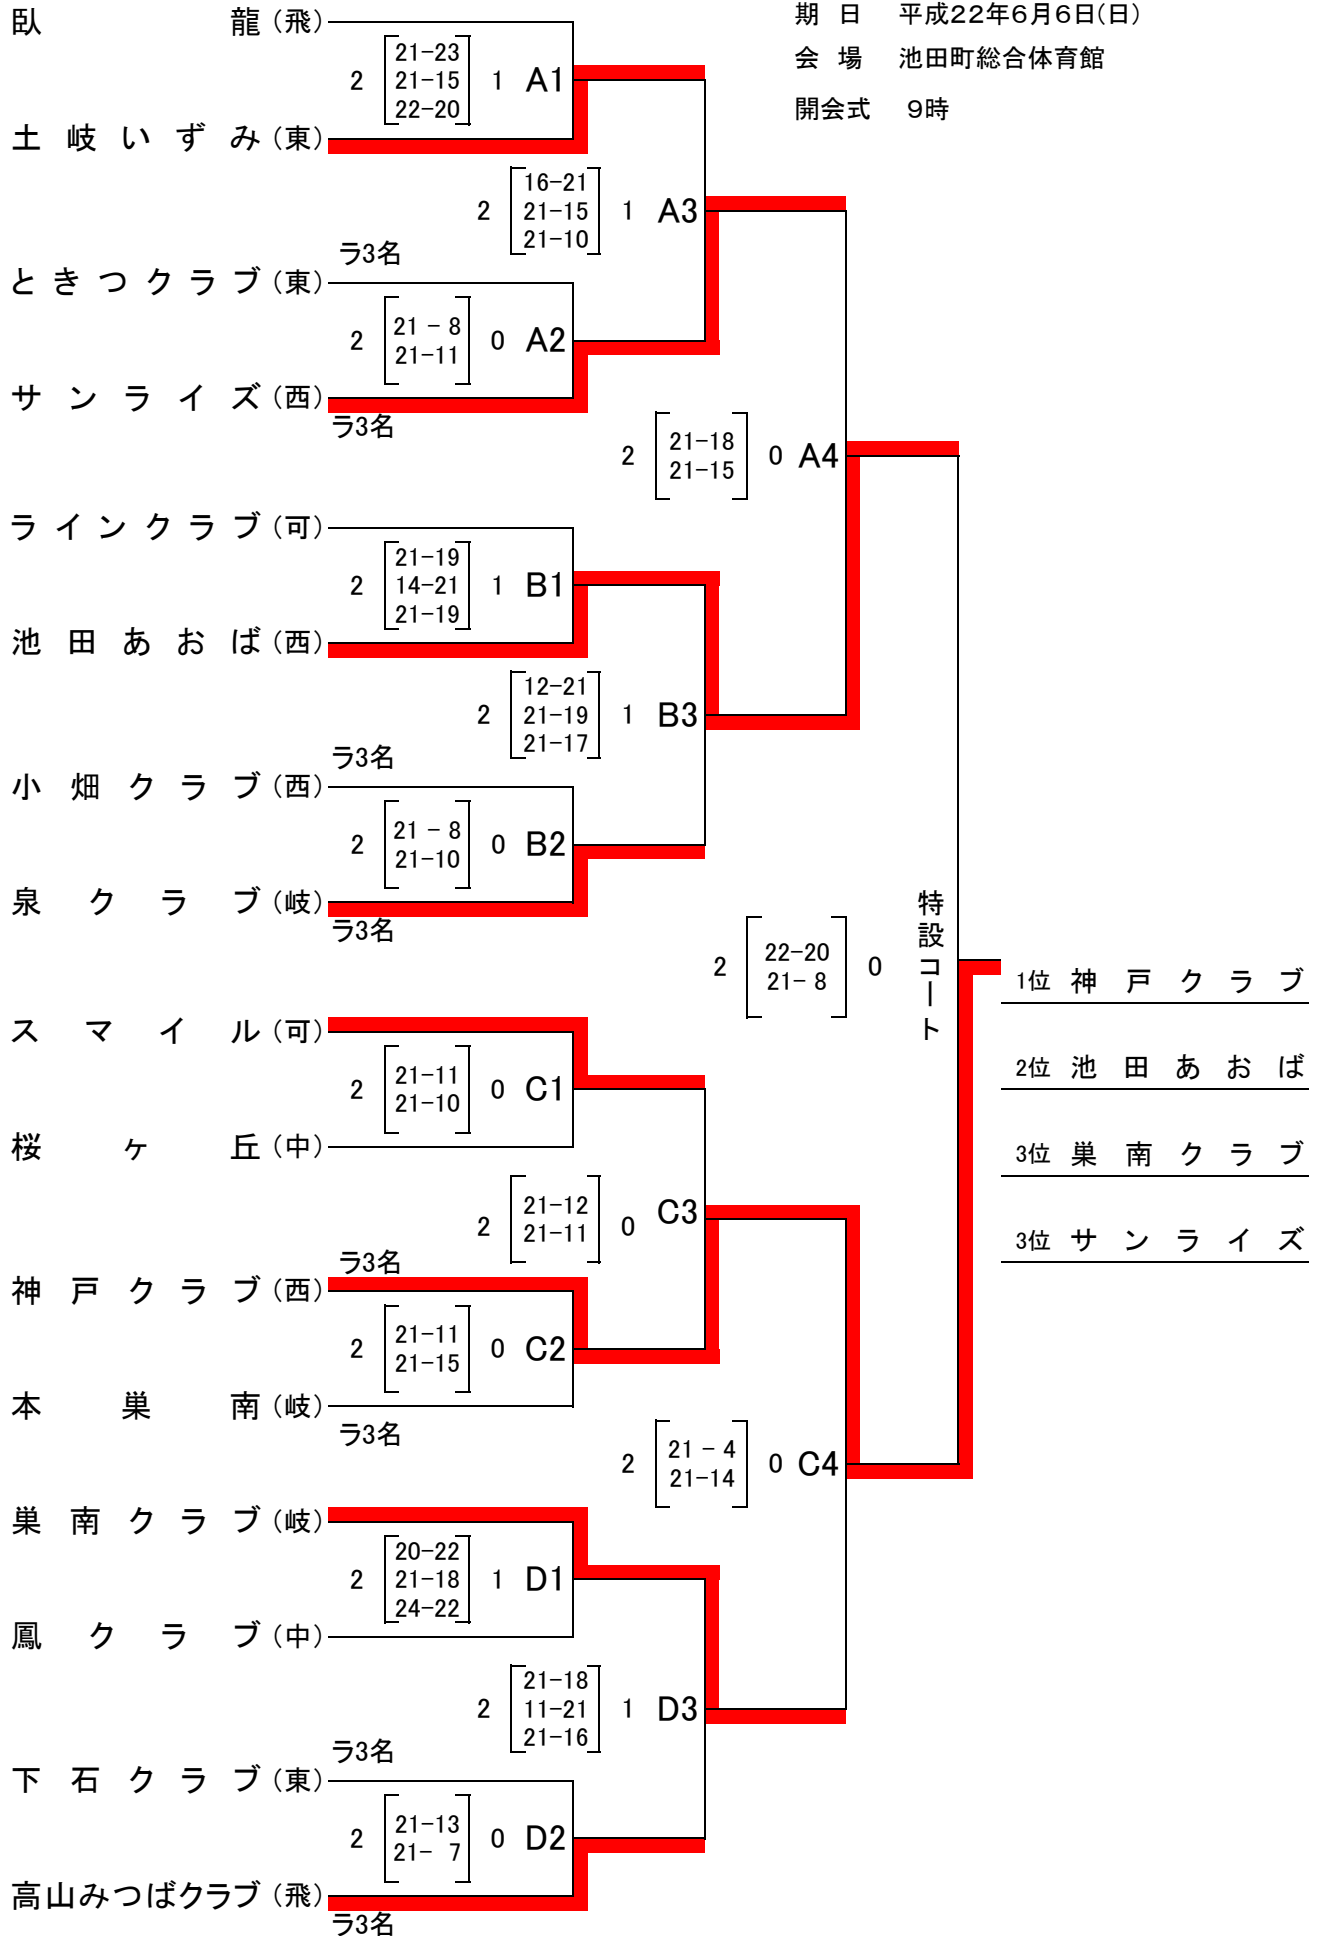 期日 平成22年6月6日(日)
会場 池田町総合体育館
開会式 9時
臥龍(飛)
2 21-23 1 A1
21-15
22-20
土岐いずみ(東)
2 16-21 1 A3
21-15
21-10
ラ3名
ときつクラブ(東)
2 21-8 0 A2
21-11
サンライズ(西)
ラ3名
2 21-18 0 A4
21-15
ラインクラブ(可)
2 21-19 1 B1
14-21
21-19
池田あおば(西)
2 12-21 1 B3
21-19
21-17
ラ3名
小畑クラブ(西)
2 21-8 0 B2
21-10
泉クラブ(岐)
ラ3名
2 22-20 0
21-8
特設コート
1位 神戸クラブ
2位 池田あおば
3位 巣南クラブ
3位 サンライズ
スマイル(可)
2 21-11 0 C1
21-10
桜ヶ丘(中)
2 21-12 0 C3
21-11
ラ3名
神戸クラブ(西)
2 21-11 0 C2
21-15
本巣南(岐)
ラ3名
2 21-4 0 C4
21-14
巣南クラブ(岐)
2 20-22 1 D1
21-18
24-22
鳳クラブ(中)
2 21-18 1 D3
11-21
21-16
ラ3名
下石クラブ(東)
2 21-13 0 D2
21-7
高山みつばクラブ(飛)
ラ3名